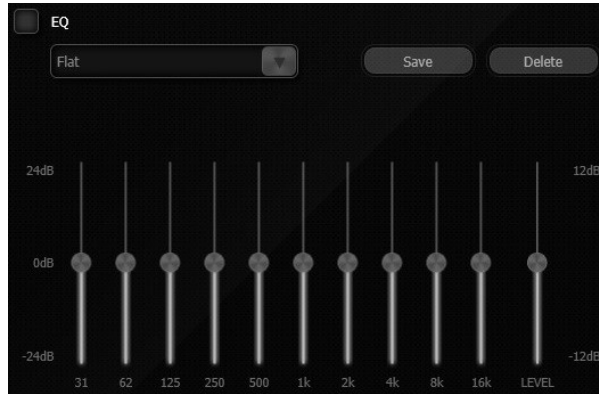 EQ
Flat Save Delete
24dB 12dB
0dB
-24dB -12dB
31 62 125 250 500 1k 2k 4k 8k 16k LEVEL